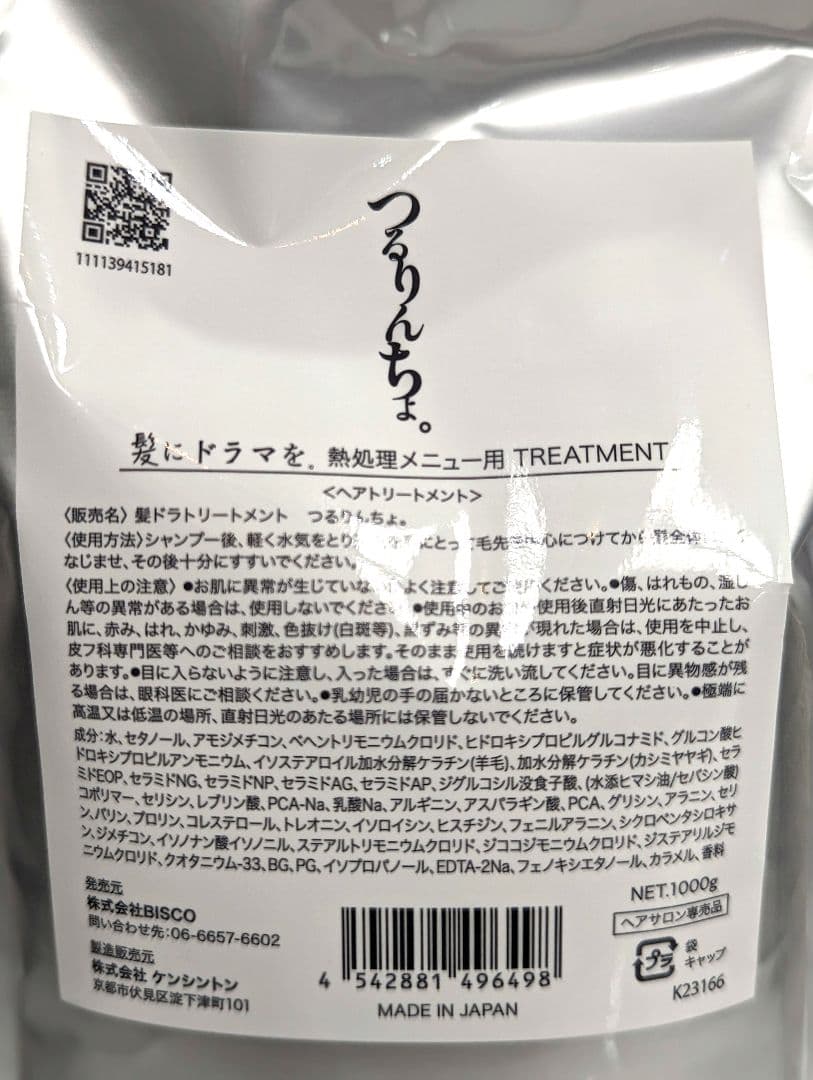 111139415181
つるりんちょ。
髪にドラマを。熱処理メニュー用 TREATMENT
<ヘアトリートメント>
〈販売名〉髪ドラトリートメント つるりんちょ。
〈使用方法〉シャンプー後、軽く水気をとり にとって毛先 中心につけてから髪全体
なじませ、その後十分にすすいでください。
〈使用上の注意〉●お肌に異常が生じていな よく注意してご ください。●傷、はれもの、湿し
ん等の異常がある場合は、使用しないでくださ ●使用中のお 使用後直射日光にあたったお
肌に、赤み、はれ、かゆみ、刺激、色抜け(白斑等)、 ずみ等の異常が現れた場合は、使用を中止し、
皮フ科専門医等へのご相談をおすすめします。そのまま使用を続けますと症状が悪化することが
あります。●目に入らないように注意し、入った場合は、すぐに洗い流してください。目に異物感が残
る場合は、眼科医にご相談ください。●乳幼児の手の届かないところに保管してください。●極端に
高温又は低温の場所、直射日光のあたる場所には保管しないでください。
成分:水、セタノール、アモジメチコン、ベヘントリモニウムクロリド、ヒドロキシプロピルグルコナミド、グルコン酸ヒ
ドロキシプロピルアンモニウム、イソステアロイル加水分解ケラチン(羊毛)、加水分解ケラチン(カシミヤヤギ)、セラ
ミドEOP、セラミドNG、セラミドNP、セラミドAG、セラミドAP、ジグルコシル没食子酸、(水添ヒマシ油/セバシン酸)
コポリマー、セリシン、レブリン酸、PCA-Na、乳酸Na、アルギニン、アスパラギン酸、PCA、グリシン、アラニン、セリ
ン、バリン、プロリン、コレステロール、トレオニン、イソロイシン、ヒスチジン、フェニルアラニン、シクロペンタシロキサ
ン、ジメチコン、イソノナン酸イソノニル、ステアルトリモニウムクロリド、ジココジモニウムクロリド、ジステアリルジモ
ニウムクロリド、クオタニウム-33、BG、PG、イソプロパノール、EDTA-2Na、フェノキシエタノール、カラメル、香料
発売元
株式会社BISCO
問い合わせ先:06-6657-6602
製造販売元
株式会社 ケンシントン
京都市伏見区淀下津町101
4 542881 496498
MADE IN JAPAN
NET.1000g
ヘアサロン専売品
プラ
袋
キャップ
K23166